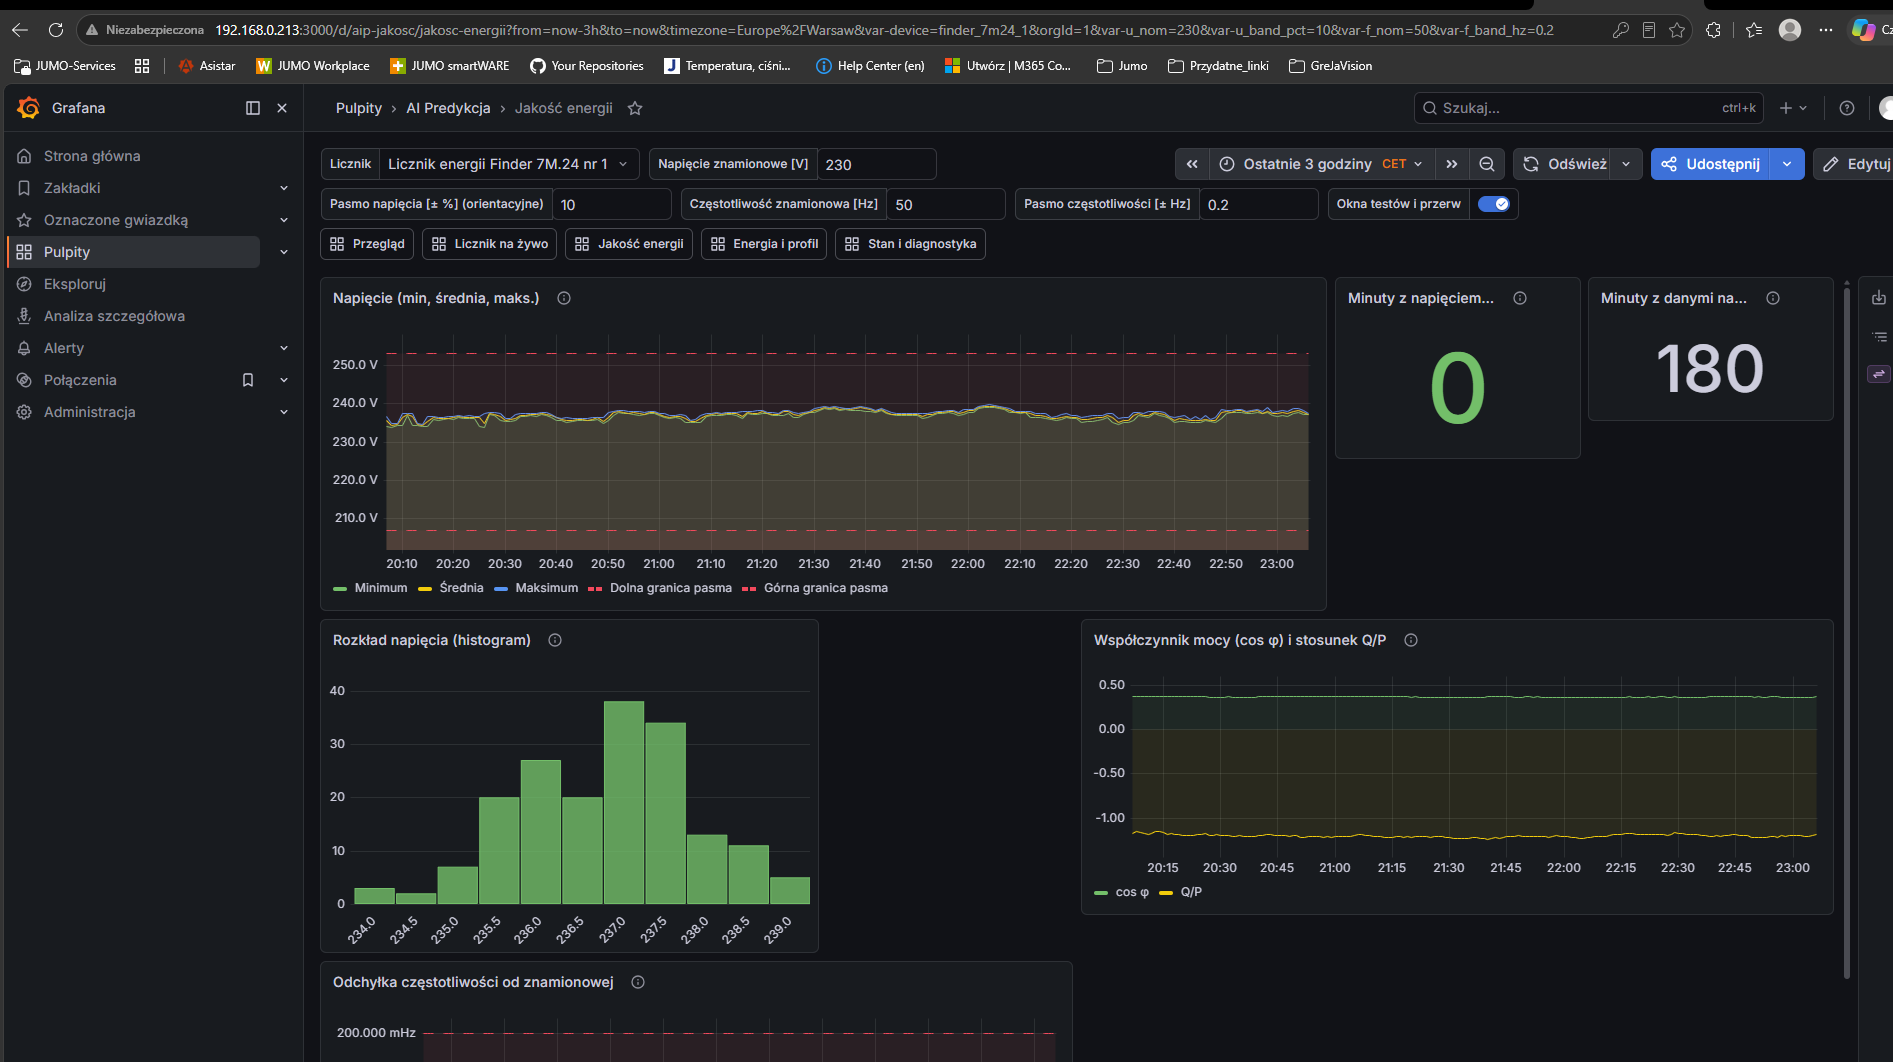 Niezabezpieczona 192.168.0.213:3000/d/aip-jakosc/jakosc-energii?from=now-3h&to=now&timezone=Europe%2FWarsaw&var-device=finder_7m24_1&orgId=1&var-u_nom=230&var-u_band_pct=10&var-f_nom=50&var-f_band_hz=0.2
JUMO-Services Asistar JUMO Workplace JUMO smartWARE Your Repositories Temperatura, ciśni... Help Center (en) Utwórz | M365 Co... Jumo Przydatne_linki GreJaVision
Grafana
Pulpity › AI Predykcja › Jakość energii
Szukaj... ctrl+k
Strona główna
Zakładki
Oznaczone gwiazdką
Pulpity
Eksploruj
Analiza szczegółowa
Alerty
Połączenia
Administracja
Licznik Licznik energii Finder 7M.24 nr 1 Napięcie znamionowe [V] 230
Ostatnie 3 godziny CET Odśwież Udostępnij Edytuj
Pasmo napięcia [± %] (orientacyjne) 10 Częstotliwość znamionowa [Hz] 50 Pasmo częstotliwości [± Hz] 0.2 Okna testów i przerw
Przegląd Licznik na żywo Jakość energii Energia i profil Stan i diagnostyka
Napięcie (min, średnia, maks.)
250.0 V
240.0 V
230.0 V
220.0 V
210.0 V
20:10 20:20 20:30 20:40 20:50 21:00 21:10 21:20 21:30 21:40 21:50 22:00 22:10 22:20 22:30 22:40 22:50 23:00
Minimum Średnia Maksimum Dolna granica pasma Górna granica pasma
Minuty z napięciem...
0
Minuty z danymi na...
180
Rozkład napięcia (histogram)
40
30
20
10
0
234.0 234.5 235.0 235.5 236.0 236.5 237.0 237.5 238.0 238.5 239.0
Współczynnik mocy (cos φ) i stosunek Q/P
0.50
0.00
-0.50
-1.00
20:15 20:30 20:45 21:00 21:15 21:30 21:45 22:00 22:15 22:30 22:45 23:00
cos φ Q/P
Odchyłka częstotliwości od znamionowej
200.000 mHz